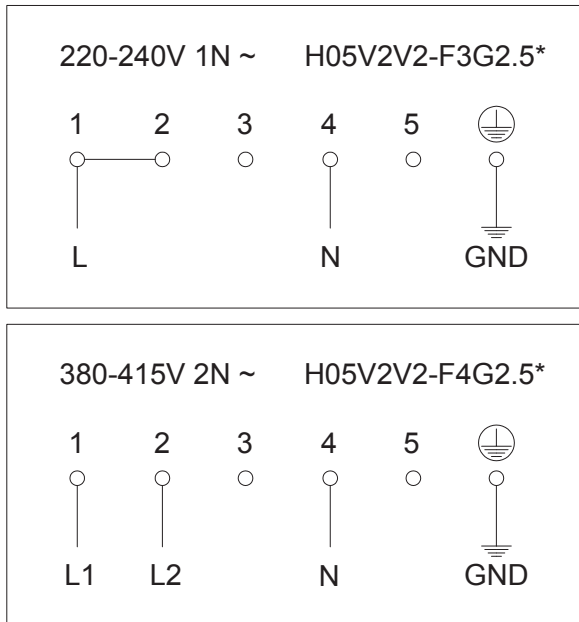 220-240V 1N ~ H05V2V2-F3G2.5*
1 2 3 4 5
L N GND
380-415V 2N ~ H05V2V2-F4G2.5*
1 2 3 4 5
L1 L2 N GND